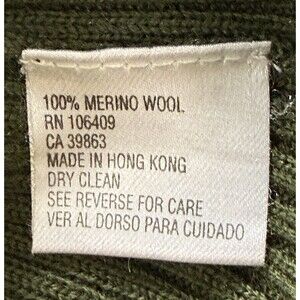 100% MERINO WOOL
RN 106409
CA 39863
MADE IN HONG KONG
DRY CLEAN
SEE REVERSE FOR CARE
VER AL DORSO PARA CUIDADO